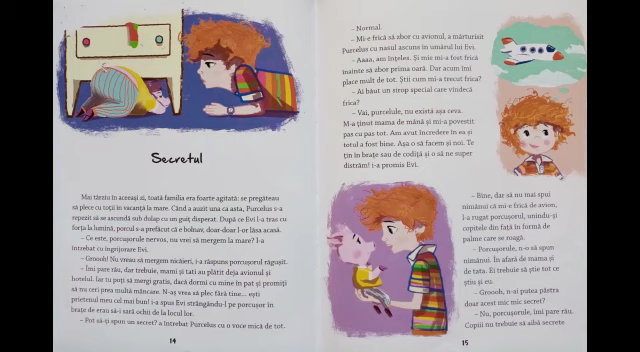 Secretul
Mai târziu în aceeași zi, toată familia era foarte agitată: se pregăteau
să plece cu toții în vacanța la mare. Când a auzit una ca asta, Purcelus s-a
repezit să se ascundă sub dulap cu un guiț disperat. După ce Evi l-a tras cu
forța la lumină, porcul s-a prefăcut că e bolnav, doar-doar l-or lăsa acasă.
– Ce este, porcușorule nervos, nu vrei să mergem la mare? l-a
întrebat cu îngrijorare Evi.
– Groooh! Nu vreau să mergem nicăieri, i-a răspuns porcușorul răgușit.
– Îmi pare rău, dar trebuie, mami și tati au plătit deja avionul și
hotelul. Iar tu poți să mergi gratis, dacă dormi cu mine în pat și promiți
să nu ceri prea multă mâncare. N-aș vrea să plec fără tine... ești
prietenul meu cel mai bun! i-a spus Evi strângându-l pe porcușor în
brațe de erau să-i sară ochii de la locul lor.
– Pot să-ți spun un secret? a întrebat Purcelus cu o voce mică de tot.
14
– Normal.
– Mi-e frică să zbor cu avionul, a mărturisit
Purcelus cu nasul ascuns în umărul lui Evi.
– Aaaa, am înțeles. Și mie mi-a fost frică
înainte să zbor prima oară. Dar acum îmi
place mult de tot. Știi cum mi-a trecut frica?
– Ai băut un sirop special care vindecă
frica?
– Vai, purcelule, nu există așa ceva.
M-a ținut mama de mână și mi-a povestit
pas cu pas tot. Am avut încredere în ea și
totul a fost bine. Așa o să facem și noi. Te
țin în brațe sau de codiță și o să ne super
distrăm! i-a promis Evi.
– Bine, dar să nu mai spui
nimănui că mi-e frică de avion,
l-a rugat porcușorul, unindu-și
copitele din față în formă de
palme care se roagă.
– Porcușorule, n-o să spun
nimănui. În afară de mama și
de tata. Ei trebuie să știe tot ce
știu și eu.
– Groooh, n-ai putea păstra
doar acest mic mic secret?
– Nu, porcușorule, îmi pare rău.
Copiii nu trebuie să aibă secrete
15